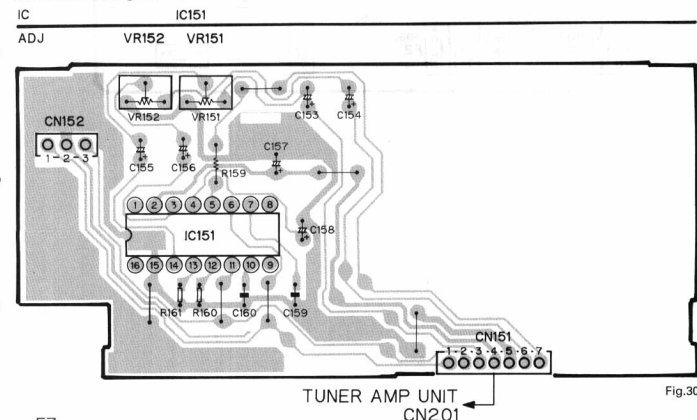 IC IC151
ADJ VR152 VR151
CN152
VR152 VR151
C153 C154
1-2-3
C155 C156 C157
R159
1 2 3 4 5 6 7 8
IC151
C158
16 15 14 13 12 11 10 9
R161 R160 C160 C159
CN151
1·2·3·4·5·6·7
TUNER AMP UNIT
CN201
Fig.30